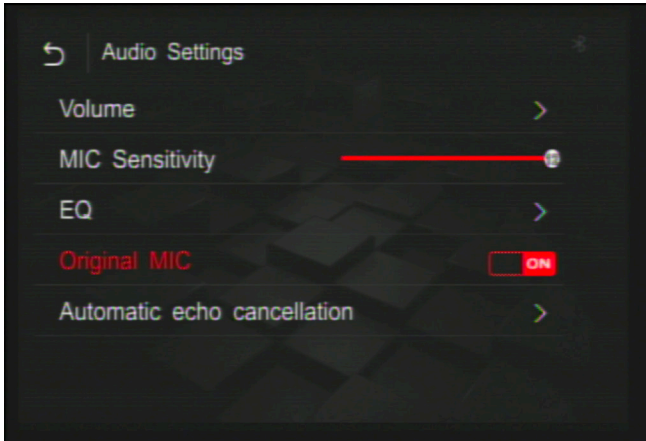 Audio Settings
Volume
MIC Sensitivity
EQ
Original MIC ON
Automatic echo cancellation